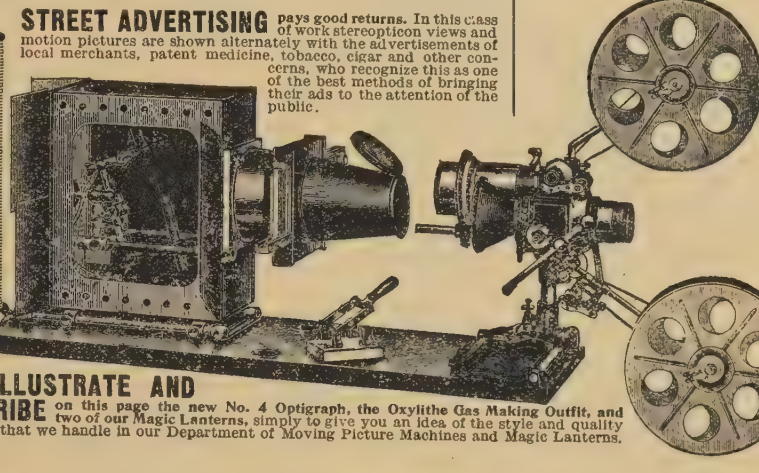 STREET ADVERTISING pays good returns. In this class
of work stereopticon views and
motion pictures are shown alternately with the advertisements of
local merchants, patent medicine, tobacco, cigar and other con-
cerns, who recognize this as one
of the best methods of bringing
their ads to the attention of the
public.
LLUSTRATE AND
RIBE on this page the new No. 4 Optigraph, the Oxylithe Gas Making Outfit, and
two of our Magic Lanterns, simply to give you an idea of the style and quality
that we handle in our Department of Moving Picture Machines and Magic Lanterns.